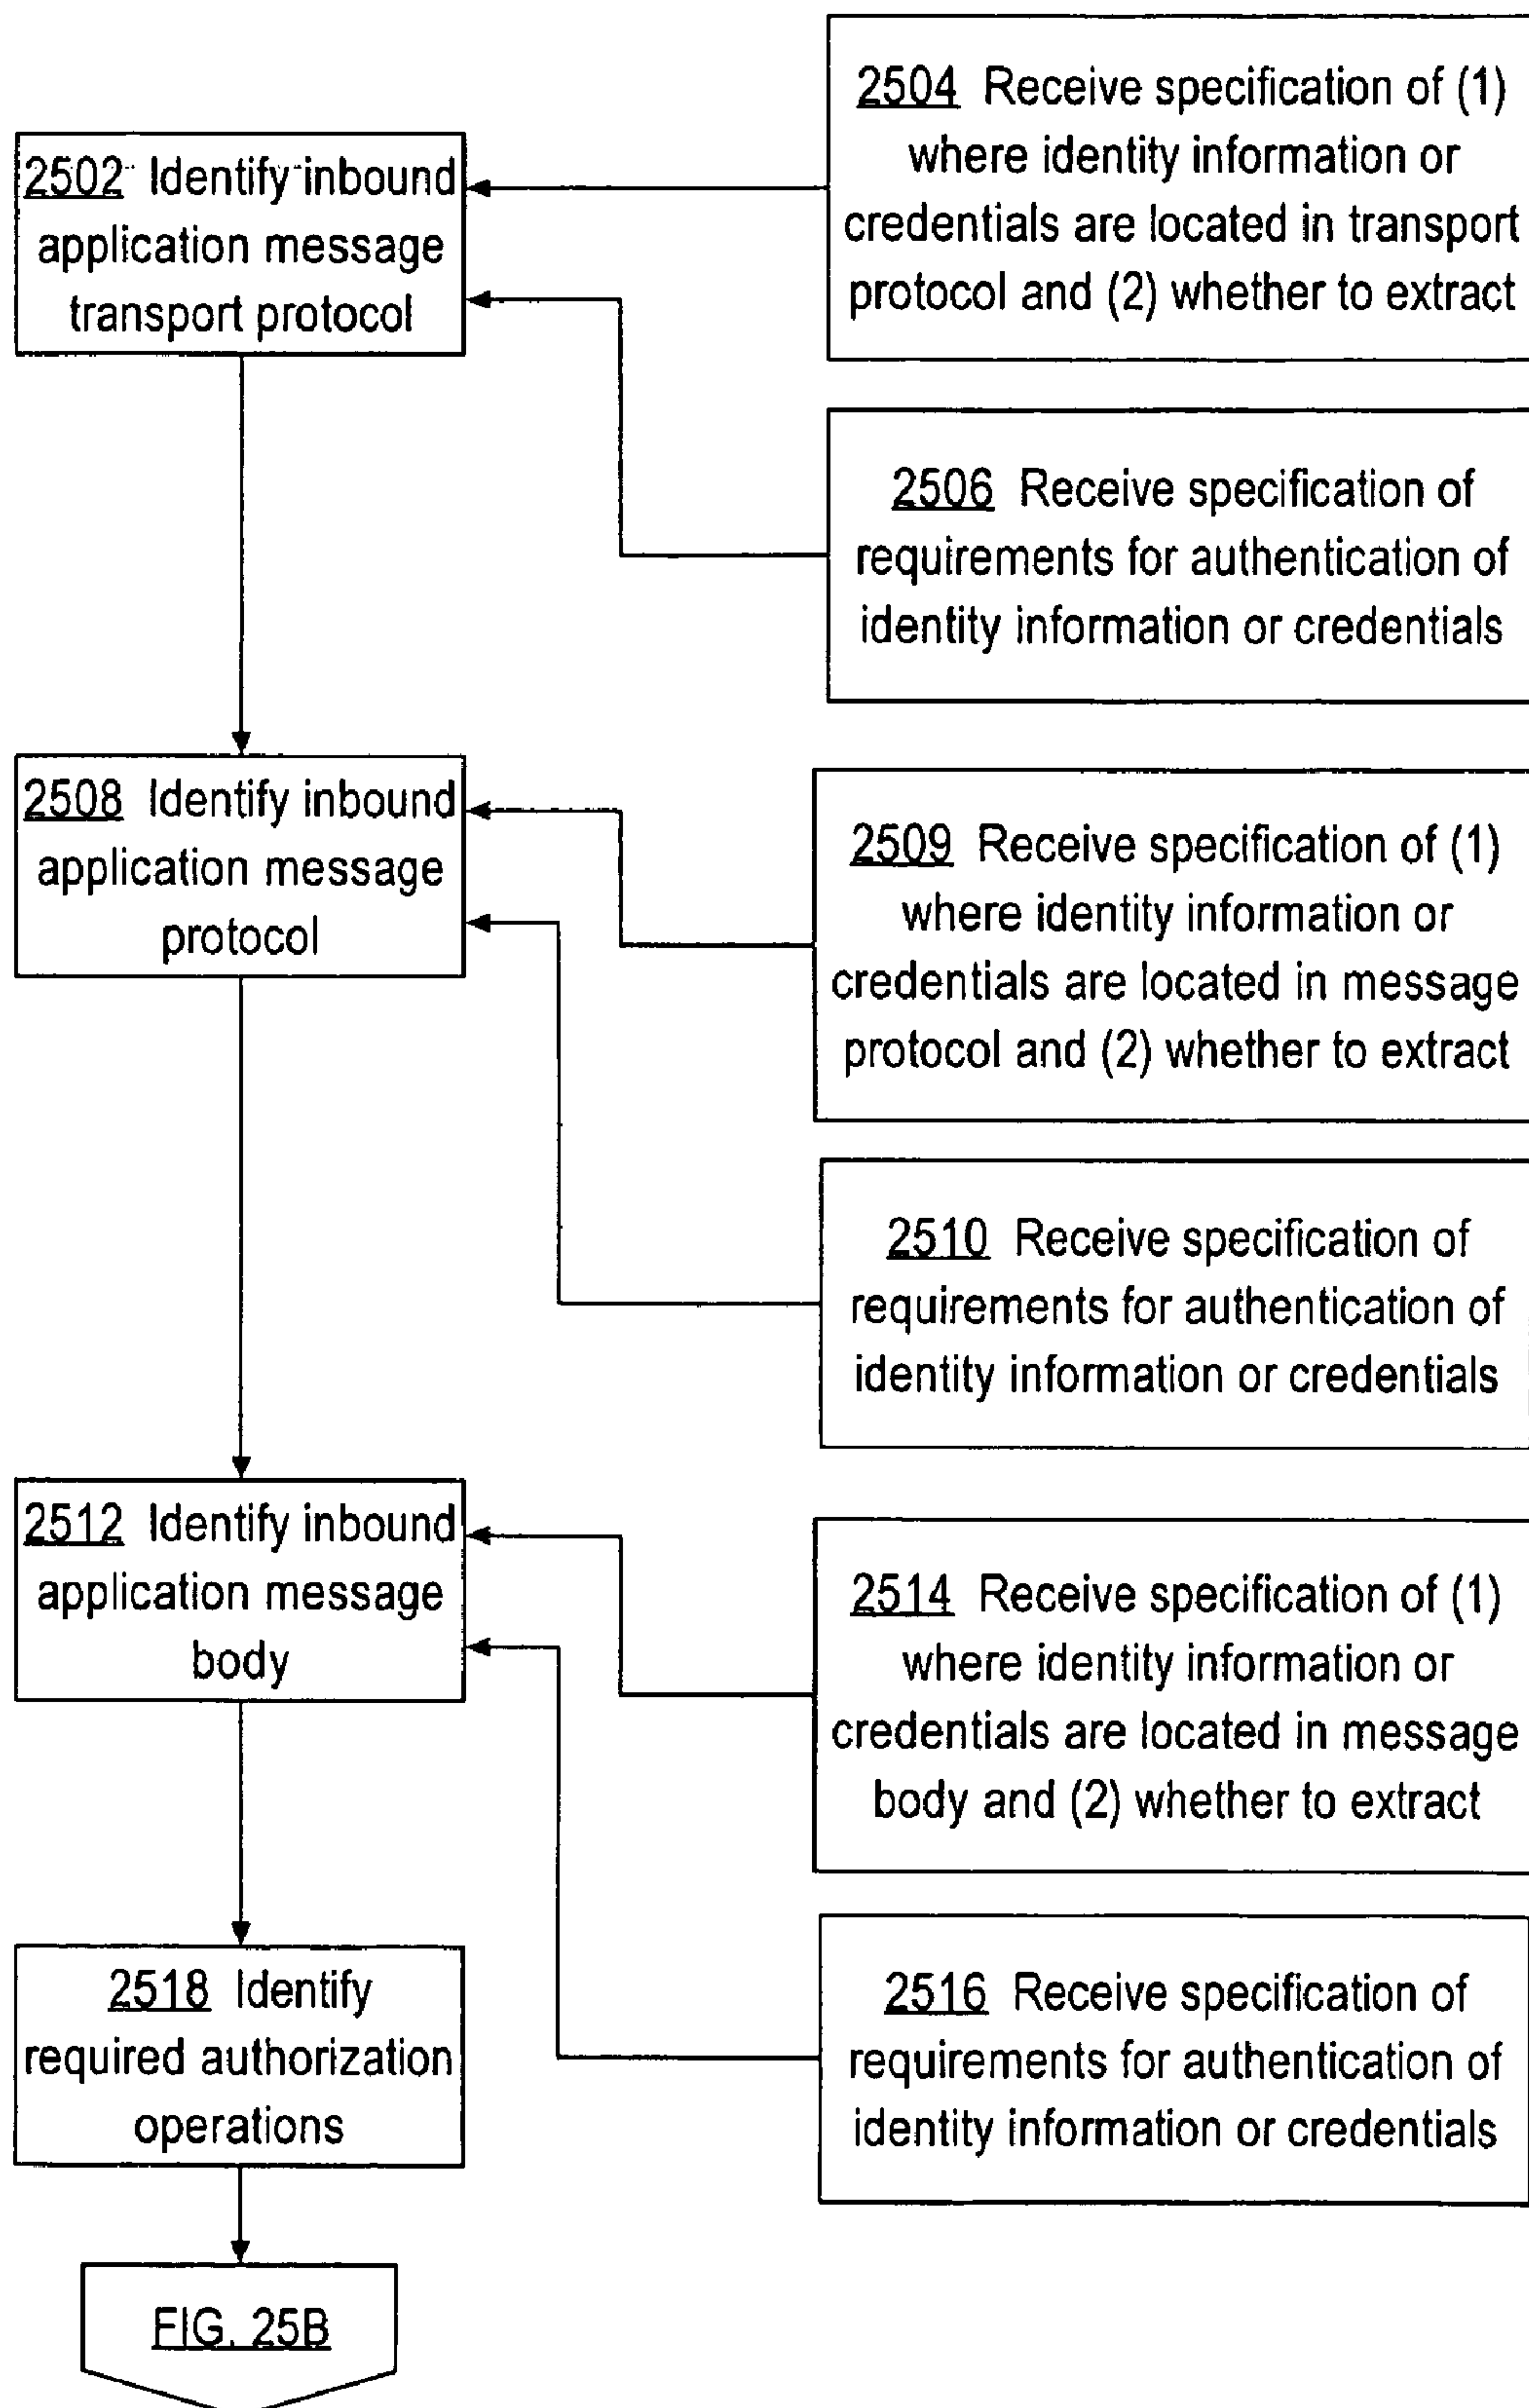 2504 Receive specification of (1)
where identity information or
credentials are located in transport
protocol and (2) whether to extract
2502 Identify inbound
application message
transport protocol
2506 Receive specification of
requirements for authentication of
identity information or credentials
2508 Identify inbound
application message
protocol
2509 Receive specification of (1)
where identity information or
credentials are located in message
protocol and (2) whether to extract
2510 Receive specification of
requirements for authentication of
identity information or credentials
2512 Identify inbound
application message
body
2514 Receive specification of (1)
where identity information or
credentials are located in message
body and (2) whether to extract
2516 Receive specification of
requirements for authentication of
identity information or credentials
2518 Identify
required authorization
operations
FIG. 25B